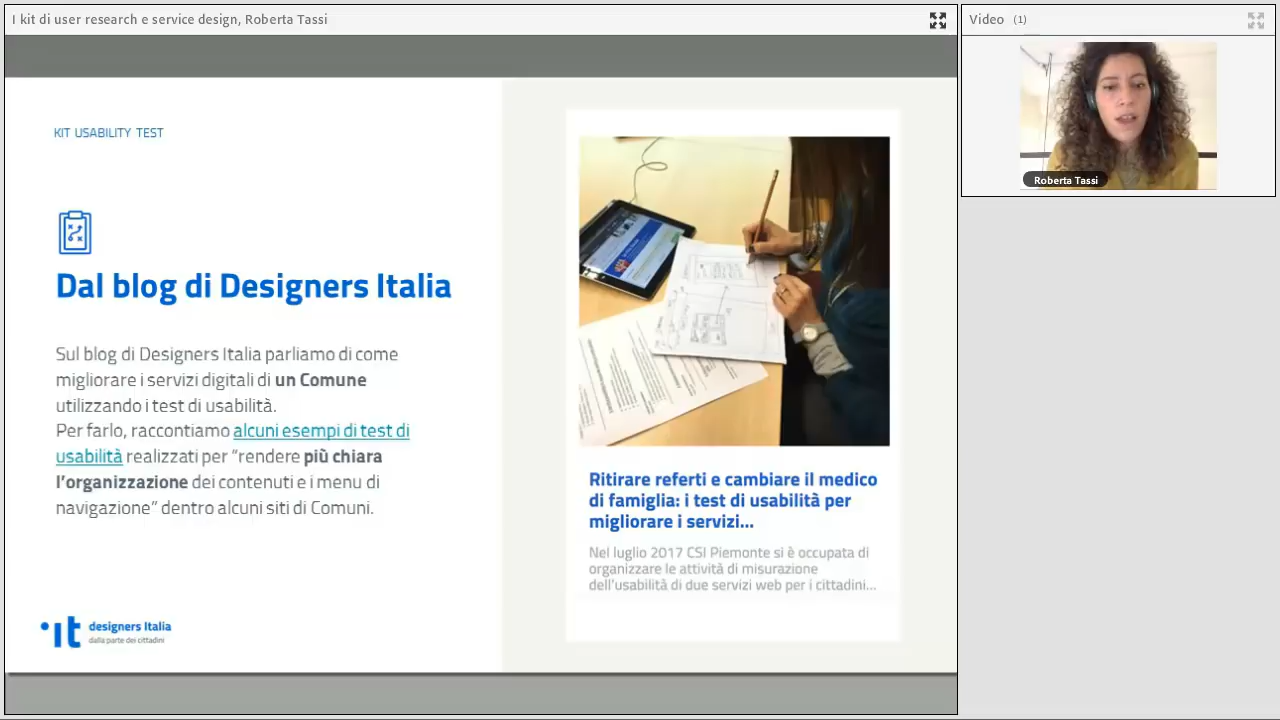 I kit di user research e service design, Roberta Tassi
Video (1)
Roberta Tassi
KIT USABILITY TEST
Dal blog di Designers Italia
Sul blog di Designers Italia parliamo di come
migliorare i servizi digitali di un Comune
utilizzando i test di usabilità.
Per farlo, raccontiamo alcuni esempi di test di
usabilità realizzati per “rendere più chiara
l’organizzazione dei contenuti e i menu di
navigazione” dentro alcuni siti di Comuni.
Ritirare referti e cambiare il medico
di famiglia: i test di usabilità per
migliorare i servizi...
Nel luglio 2017 CSI Piemonte si è occupata di
organizzare le attività di misurazione
dell’usabilità di due servizi web per i cittadini...
it designers Italia
dalla parte dei cittadini